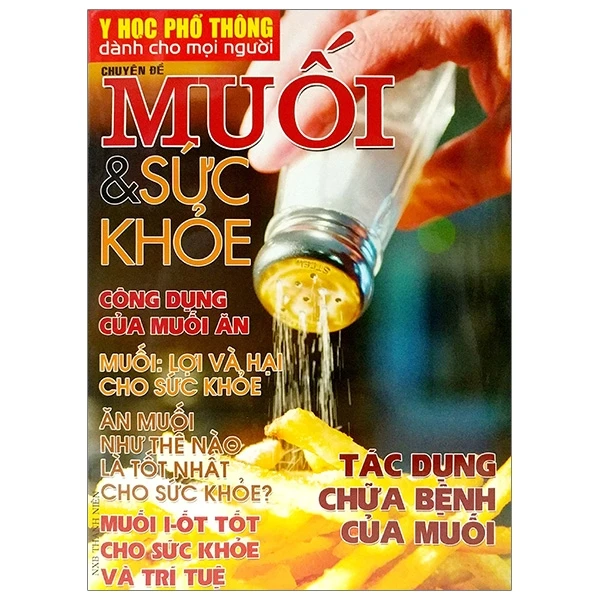 Y HỌC PHỔ THÔNG
dành cho mọi người
CHUYÊN ĐỀ
MUỐI
&SỨC
KHỎE
STEEL
CÔNG DỤNG
CỦA MUỐI ĂN
MUỐI: LỢI VÀ HẠI
CHO SỨC KHỎE
ĂN MUỐI
NHƯ THẾ NÀO
LÀ TỐT NHẤT
CHO SỨC KHỎE?
MUỐI I-ỐT TỐT
CHO SỨC KHỎE
VÀ TRÍ TUỆ
TÁC DỤNG
CHỮA BỆNH
CỦA MUỐI
NXB THANH NIÊN